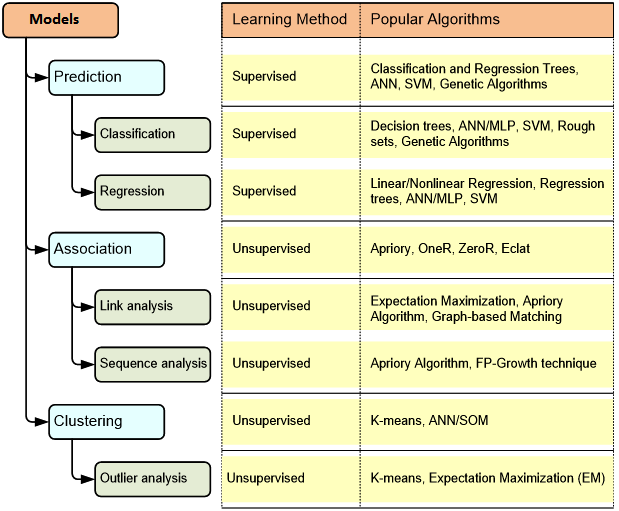 Models
Learning Method
Popular Algorithms
Prediction
Supervised
Classification and Regression Trees,
ANN, SVM, Genetic Algorithms
Classification
Supervised
Decision trees, ANN/MLP, SVM, Rough
sets, Genetic Algorithms
Regression
Supervised
Linear/Nonlinear Regression, Regression
trees, ANN/MLP, SVM
Association
Unsupervised
Apriory, OneR, ZeroR, Eclat
Link analysis
Unsupervised
Expectation Maximization, Apriory
Algorithm, Graph-based Matching
Sequence analysis
Unsupervised
Apriory Algorithm, FP-Growth technique
Clustering
Unsupervised
K-means, ANN/SOM
Outlier analysis
Unsupervised
K-means, Expectation Maximization (EM)